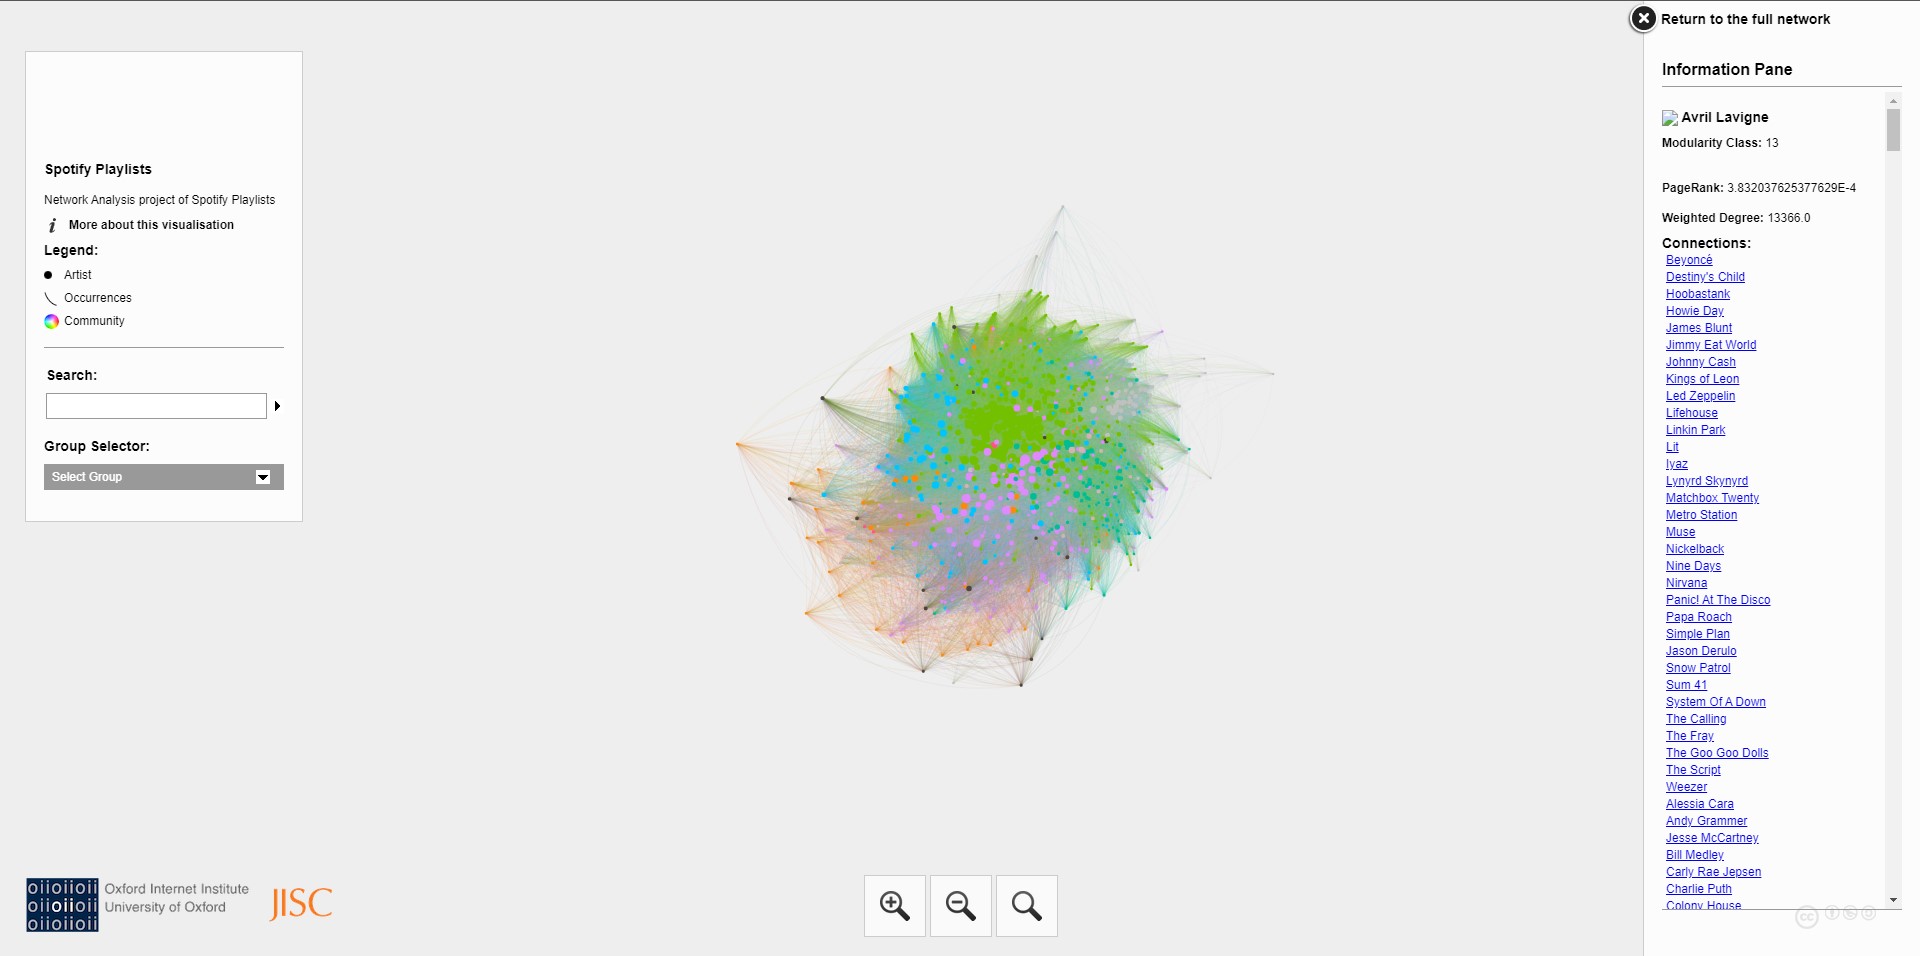 Return to the full network
Spotify Playlists
Network Analysis project of Spotify Playlists
i More about this visualisation
Legend:
Artist
Occurrences
Community
Search:
Group Selector:
Select Group
oiioiioii
oiioiioii
oiioiioii
Oxford Internet Institute
University of Oxford
JISC
Information Pane
Avril Lavigne
Modularity Class: 13
PageRank: 3.832037625377629E-4
Weighted Degree: 13366.0
Connections:
Beyoncé
Destiny's Child
Hoobastank
Howie Day
James Blunt
Jimmy Eat World
Johnny Cash
Kings of Leon
Led Zeppelin
Lifehouse
Linkin Park
Lit
Iyaz
Lynyrd Skynyrd
Matchbox Twenty
Metro Station
Muse
Nickelback
Nine Days
Nirvana
Panic! At The Disco
Papa Roach
Simple Plan
Jason Derulo
Snow Patrol
Sum 41
System Of A Down
The Calling
The Fray
The Goo Goo Dolls
The Script
Weezer
Alessia Cara
Andy Grammer
Jesse McCartney
Bill Medley
Carly Rae Jepsen
Charlie Puth
Colony House
cc